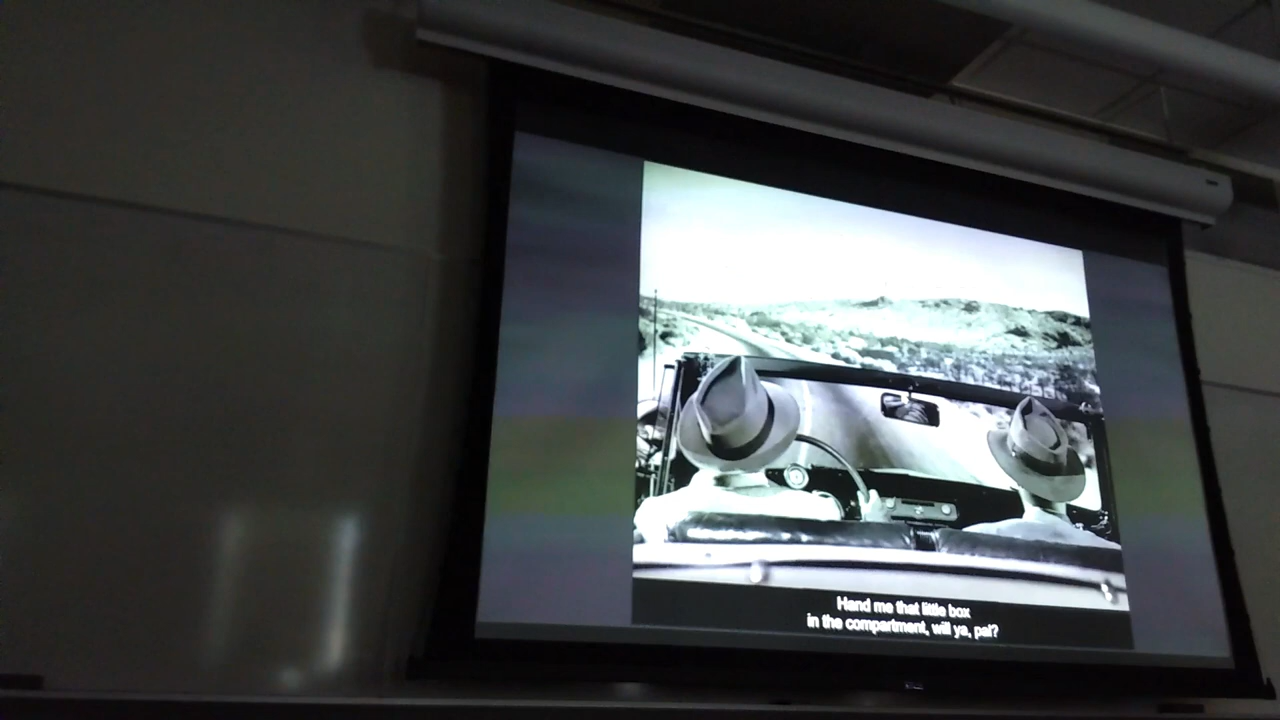 Hand me that little box
in the compartment, will ya, pal?